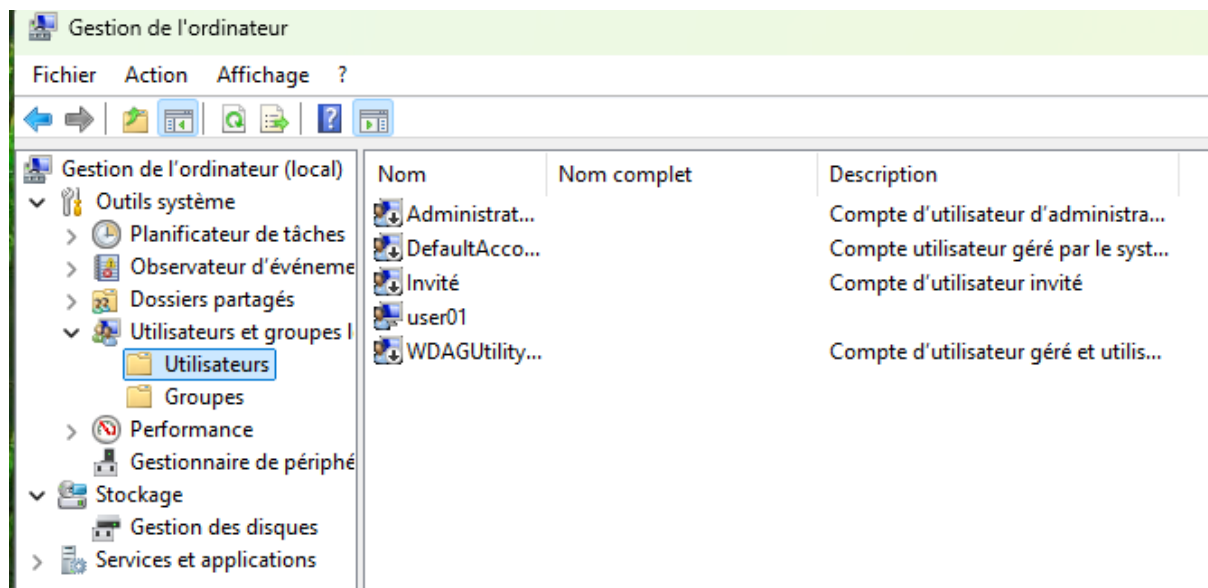 Gestion de l'ordinateur
Fichier Action Affichage ?
Gestion de l'ordinateur (local)
Outils système
Planificateur de tâches
Observateur d'événeme
Dossiers partagés
Utilisateurs et groupes l
Utilisateurs
Groupes
Performance
Gestionnaire de périphé
Stockage
Gestion des disques
Services et applications
Nom Nom complet Description
Administrat... Compte d'utilisateur d'administra...
DefaultAcco... Compte utilisateur géré par le syst...
Invité Compte d'utilisateur invité
user01
WDAGUtility... Compte d'utilisateur géré et utilis...